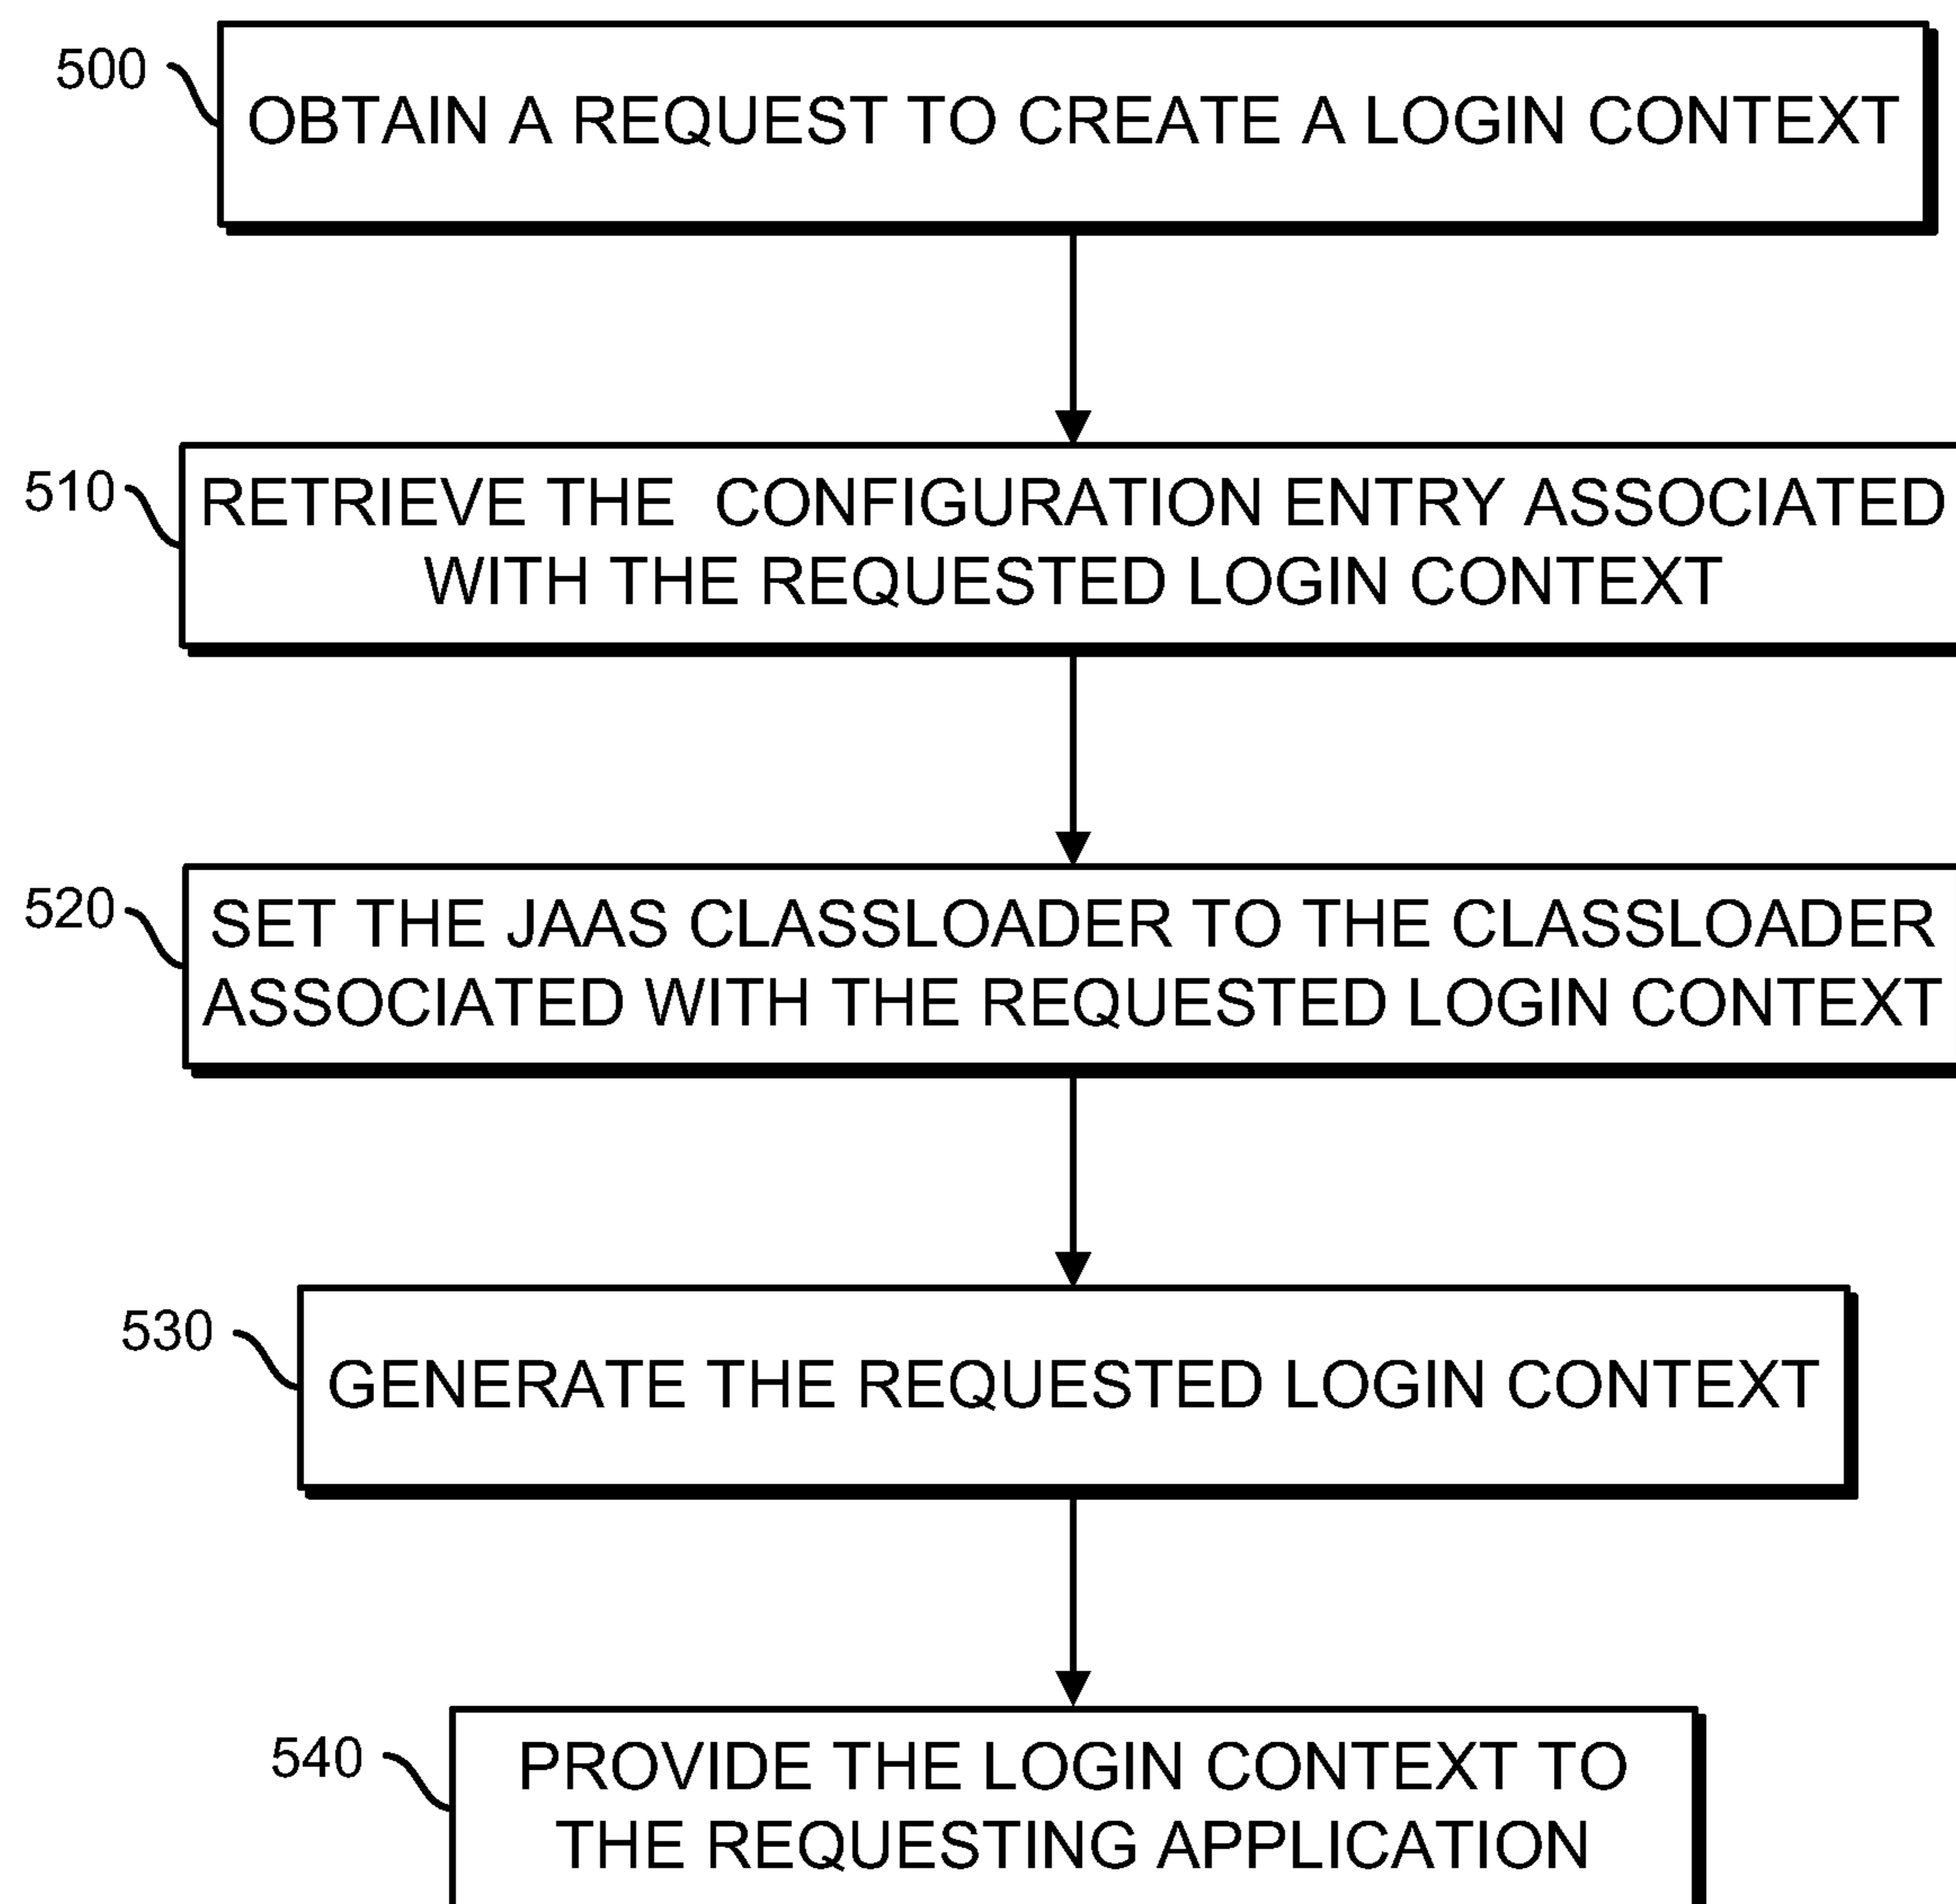 500
OBTAIN A REQUEST TO CREATE A LOGIN CONTEXT
510
RETRIEVE THE CONFIGURATION ENTRY ASSOCIATED
WITH THE REQUESTED LOGIN CONTEXT
520
SET THE JAAS CLASSLOADER TO THE CLASSLOADER
ASSOCIATED WITH THE REQUESTED LOGIN CONTEXT
530
GENERATE THE REQUESTED LOGIN CONTEXT
540
PROVIDE THE LOGIN CONTEXT TO
THE REQUESTING APPLICATION